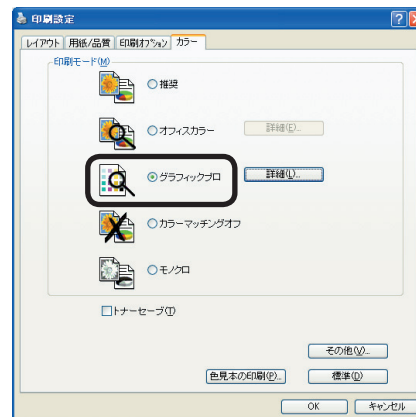 印刷設定
レイアウト 用紙/品質 印刷オプション カラー
印刷モード(M)
推奨
オフィスカラー 詳細(E)...
グラフィックプロ 詳細(L)...
カラーマッチングオフ
モノクロ
トナーセーブ(T)
その他(V)...
色見本の印刷(P)... 標準(D)
OK キャンセル